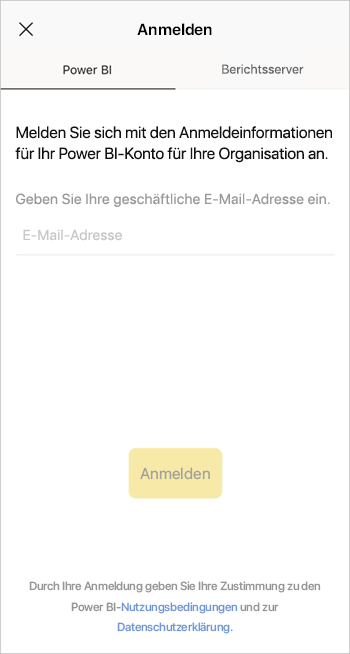 Anmelden
Power BI
Berichtsserver
Melden Sie sich mit den Anmeldeinformationen
für Ihr Power BI-Konto für Ihre Organisation an.
Geben Sie Ihre geschäftliche E-Mail-Adresse ein.
E-Mail-Adresse
Anmelden
Durch Ihre Anmeldung geben Sie Ihre Zustimmung zu den
Power BI-Nutzungsbedingungen und zur
Datenschutzerklärung.